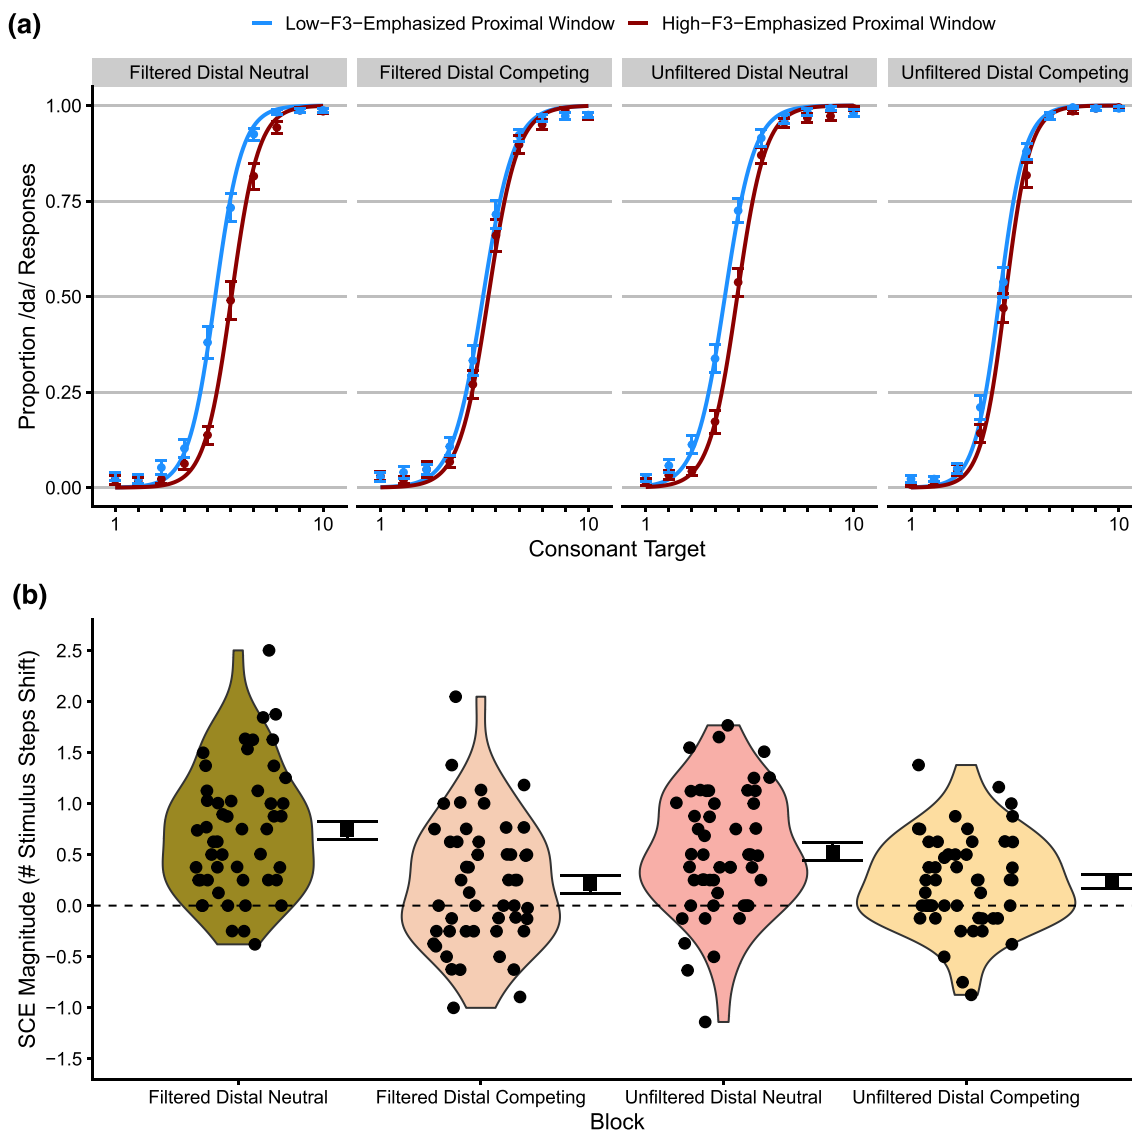 (a)
Low−F3−Emphasized Proximal Window High−F3−Emphasized Proximal Window
Filtered Distal Neutral Filtered Distal Competing Unfiltered Distal Neutral Unfiltered Distal Competing
Proportion /da/ Responses
1.00
0.75
0.50
0.25
0.00
1 10 1 10 1 10 1 10
Consonant Target
(b)
SCE Magnitude (# Stimulus Steps Shift)
2.5
2.0
1.5
1.0
0.5
0.0
−0.5
−1.0
−1.5
Filtered Distal Neutral Filtered Distal Competing Unfiltered Distal Neutral Unfiltered Distal Competing
Block